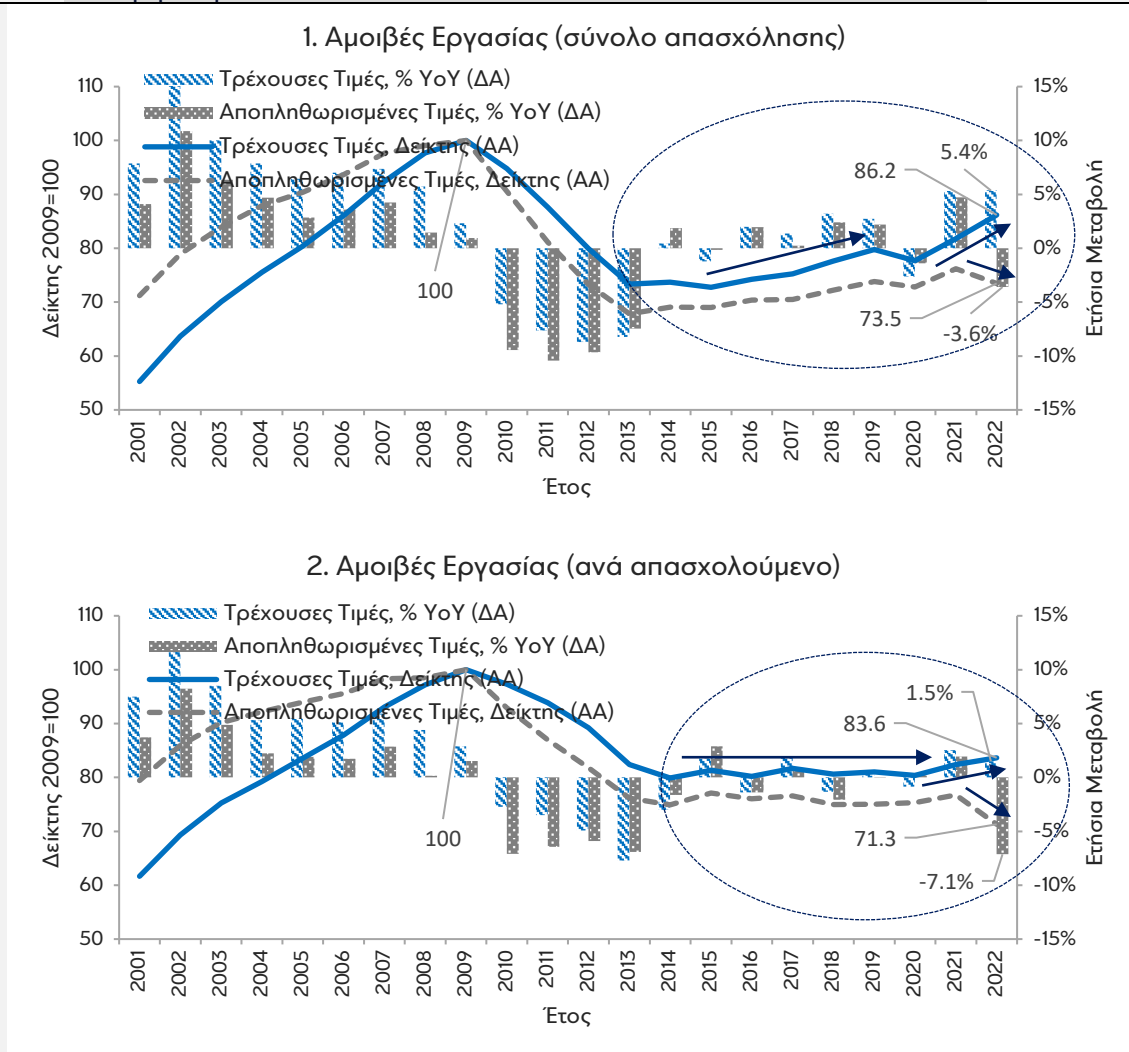 1. Αμοιβές Εργασίας (σύνολο απασχόλησης)
Τρέχουσες Τιμές, % YoY (ΔΑ)
Αποπληθωρισμένες Τιμές, % YoY (ΔΑ)
Τρέχουσες Τιμές, Δείκτης (ΑΑ)
Αποπληθωρισμένες Τιμές, Δείκτης (ΑΑ)
Δείκτης 2009=100
110
100
90
80
70
60
50
15%
10%
5%
0%
-5%
-10%
-15%
Ετήσια Μεταβολή
100
86.2
5.4%
73.5
-3.6%
2001 2002 2003 2004 2005 2006 2007 2008 2009 2010 2011 2012 2013 2014 2015 2016 2017 2018 2019 2020 2021 2022
Έτος
2. Αμοιβές Εργασίας (ανά απασχολούμενο)
Τρέχουσες Τιμές, % YoY (ΔΑ)
Αποπληθωρισμένες Τιμές, % YoY (ΔΑ)
Τρέχουσες Τιμές, Δείκτης (ΑΑ)
Αποπληθωρισμένες Τιμές, Δείκτης (ΑΑ)
Δείκτης 2009=100
110
100
90
80
70
60
50
15%
10%
5%
0%
-5%
-10%
-15%
Ετήσια Μεταβολή
100
1.5%
83.6
71.3
-7.1%
2001 2002 2003 2004 2005 2006 2007 2008 2009 2010 2011 2012 2013 2014 2015 2016 2017 2018 2019 2020 2021 2022
Έτος